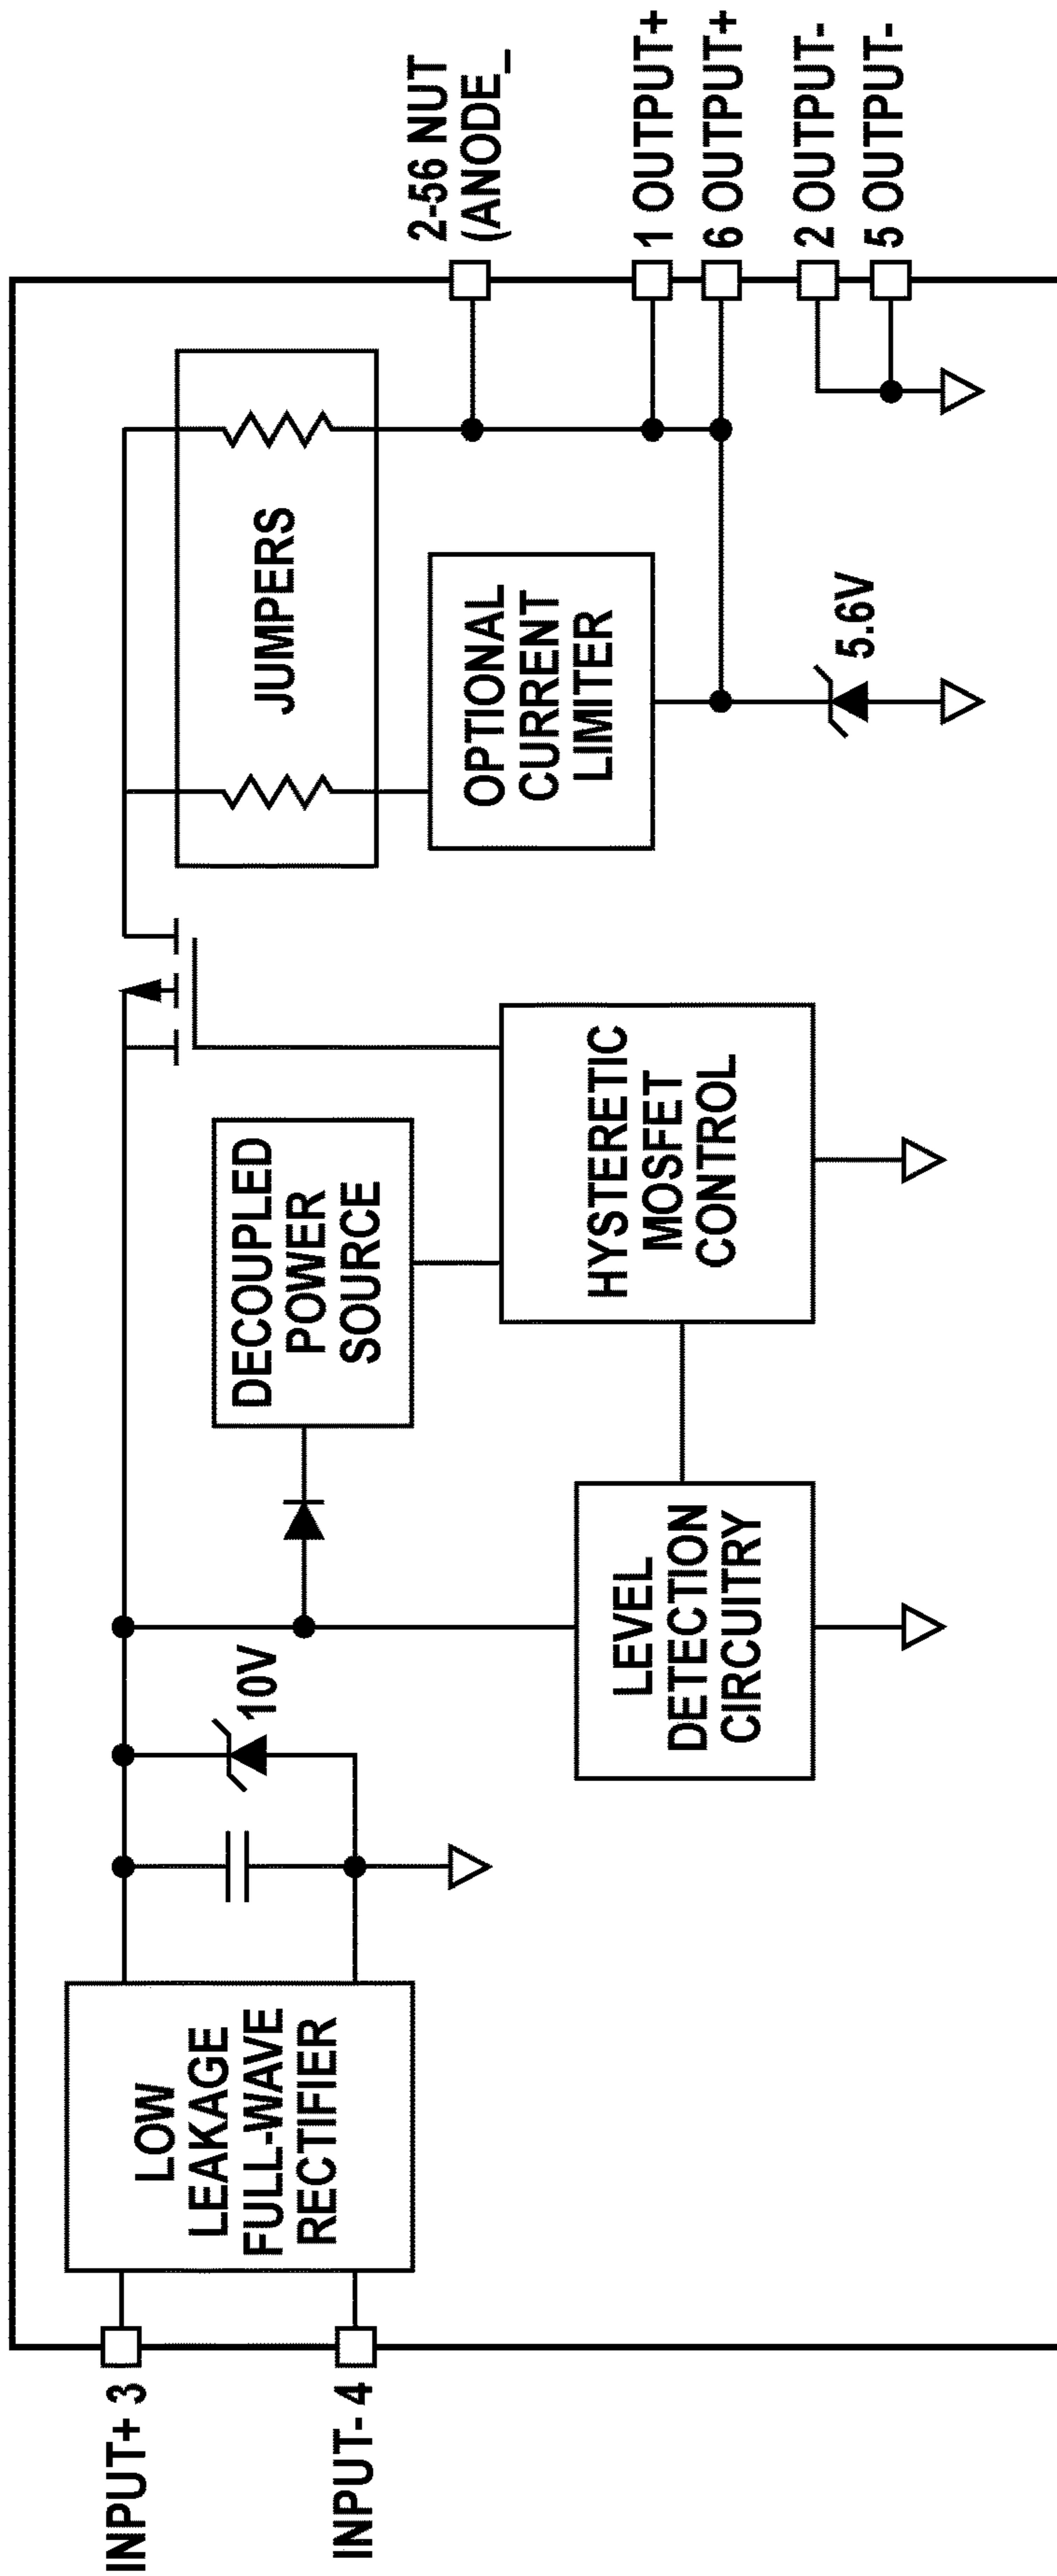 INPUT+ 3
INPUT- 4
LOW
LEAKAGE
FULL-WAVE
RECTIFIER
10V
LEVEL
DETECTION
CIRCUITRY
DECOUPLED
POWER
SOURCE
HYSTERETIC
MOSFET
CONTROL
JUMPERS
OPTIONAL
CURRENT
LIMITER
5.6V
2-56 NUT
(ANODE_
1 OUTPUT+
6 OUTPUT+
2 OUTPUT-
5 OUTPUT-